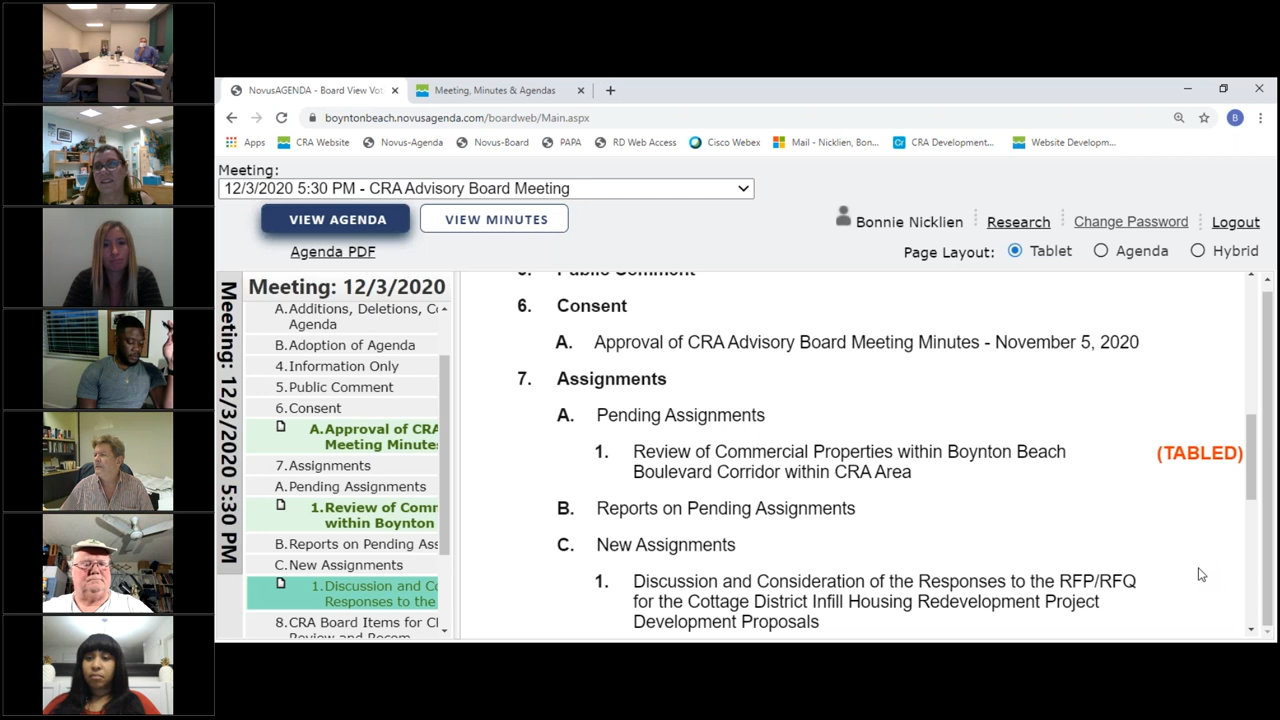 NovusAGENDA - Board View Vot
Meeting, Minutes & Agendas
boyntonbeach.novusagenda.com/boardweb/Main.aspx
B
Apps
CRA Website
Novus-Agenda
Novus-Board
PAPA
RD Web Access
Cisco Webex
Mail - Nicklien, Bon...
CRA Development...
Website Developm...
Meeting:
12/3/2020 5:30 PM - CRA Advisory Board Meeting
VIEW AGENDA
VIEW MINUTES
Agenda PDF
Bonnie Nicklien
Research
Change Password
Logout
Page Layout:
Tablet
Agenda
Hybrid
Meeting: 12/3/2020 5:30 PM
Meeting: 12/3/2020
A.Additions, Deletions, Co
Agenda
B.Adoption of Agenda
4.Information Only
5.Public Comment
6.Consent
A.Approval of CRA
Meeting Minutes
7.Assignments
A.Pending Assignments
1.Review of Comm
within Boynton
B.Reports on Pending Ass
C.New Assignments
1.Discussion and Co
Responses to the
8.CRA Board Items for C
Review and Recom
5. Public Comment
6. Consent
A. Approval of CRA Advisory Board Meeting Minutes - November 5, 2020
7. Assignments
A. Pending Assignments
1. Review of Commercial Properties within Boynton Beach (TABLED)
Boulevard Corridor within CRA Area
B. Reports on Pending Assignments
C. New Assignments
1. Discussion and Consideration of the Responses to the RFP/RFQ
for the Cottage District Infill Housing Redevelopment Project
Development Proposals